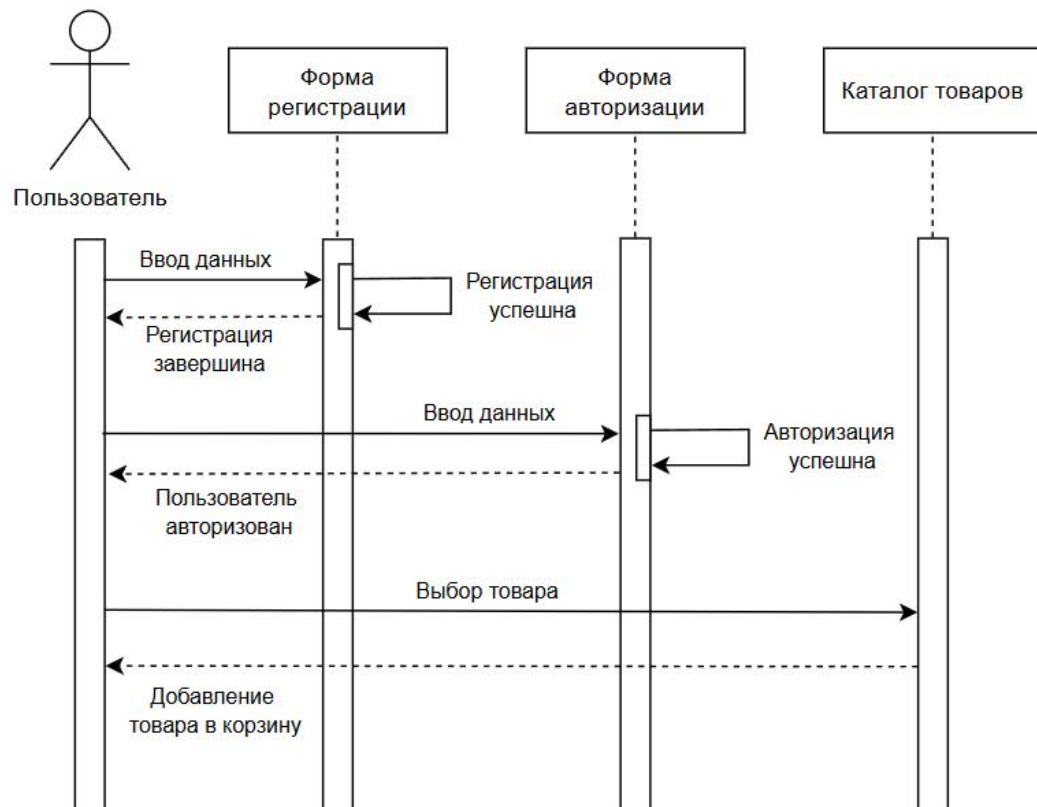 Форма
регистрации
Форма
авторизации
Каталог товаров
Пользователь
Ввод данных
Регистрация
успешна
Регистрация
завершина
Ввод данных
Авторизация
успешна
Пользователь
авторизован
Выбор товара
Добавление
товара в корзину